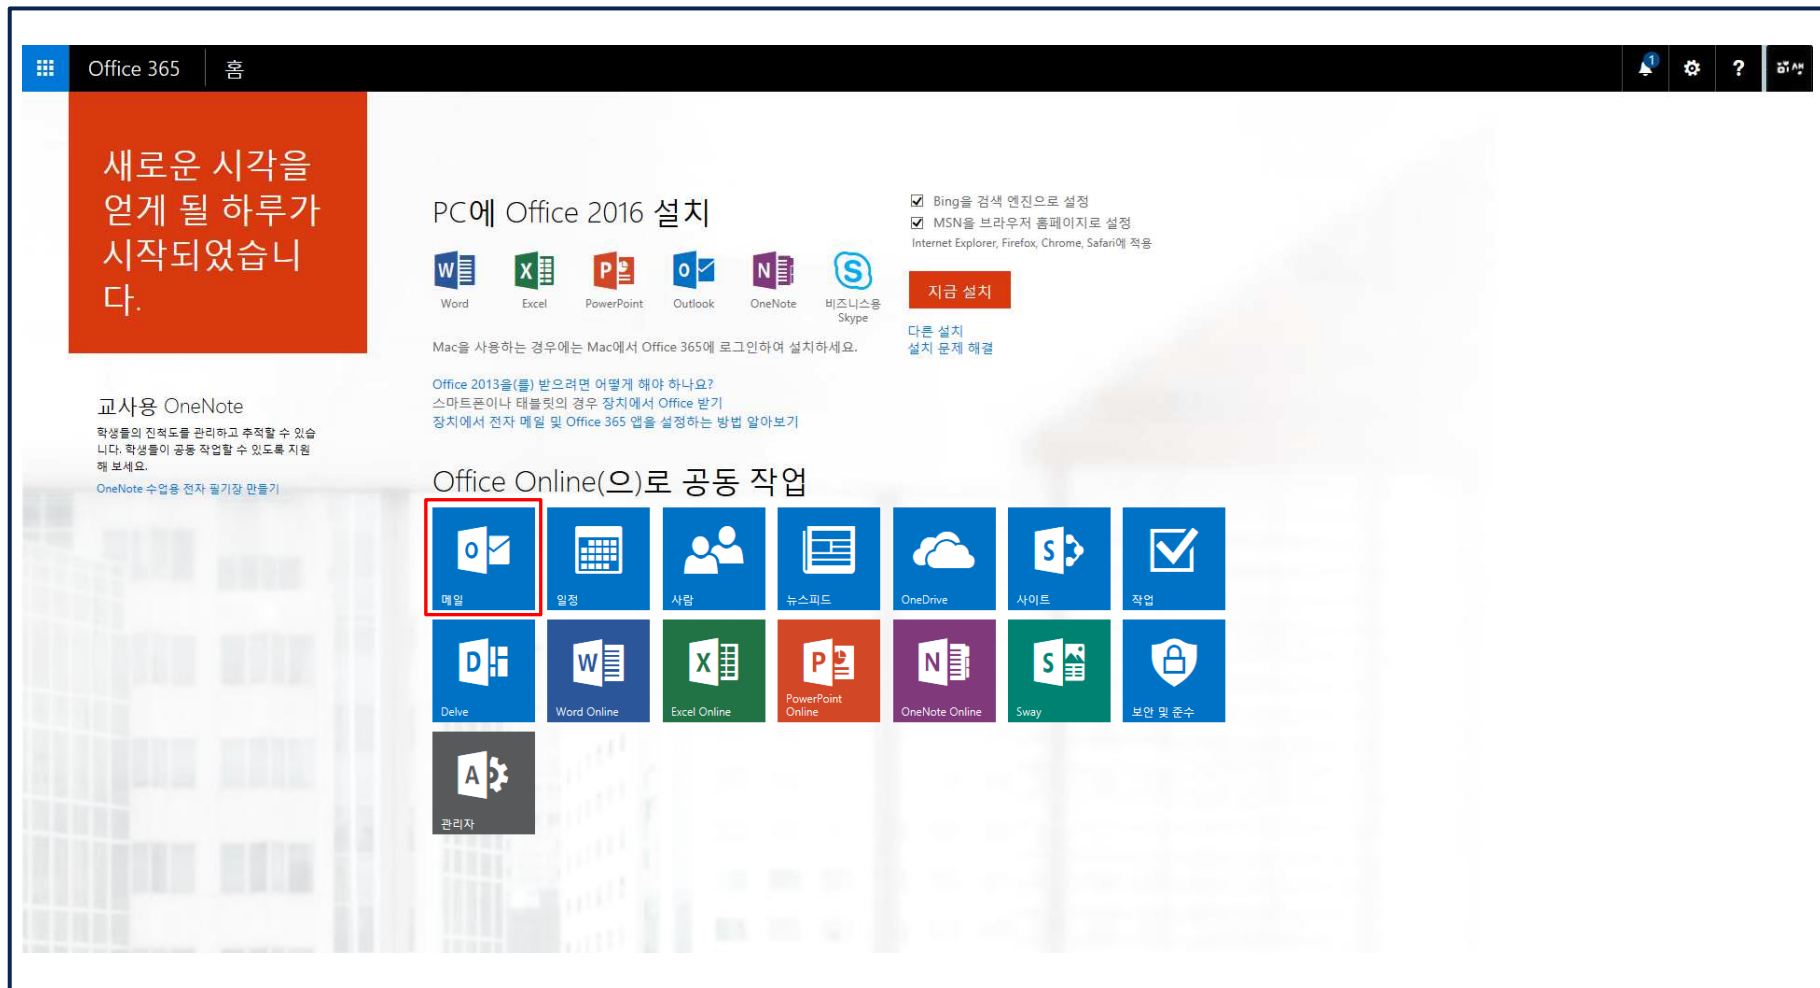 Office 365 홈
1
?
새로운 시각을
얻게 될 하루가
시작되었습니
다.
교사용 OneNote
학생들의 진척도를 관리하고 추적할 수 있습
니다. 학생들이 공동 작업할 수 있도록 지원
해 보세요.
OneNote 수업용 전자 필기장 만들기
PC에 Office 2016 설치
Word Excel PowerPoint Outlook OneNote 비즈니스용
Skype
Mac을 사용하는 경우에는 Mac에서 Office 365에 로그인하여 설치하세요.
Office 2013을(를) 받으려면 어떻게 해야 하나요?
스마트폰이나 태블릿의 경우 장치에서 Office 받기
장치에서 전자 메일 및 Office 365 앱을 설정하는 방법 알아보기
Bing을 검색 엔진으로 설정
MSN을 브라우저 홈페이지로 설정
Internet Explorer, Firefox, Chrome, Safari에 적용
지금 설치
다른 설치
설치 문제 해결
Office Online(으)로 공동 작업
메일 일정 사람 뉴스피드 OneDrive 사이트 작업
Delve Word Online Excel Online PowerPoint
Online OneNote Online Sway 보안 및 준수
관리자